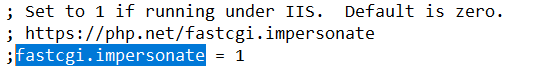 ; Set to 1 if running under IIS.  Default is zero.
; https://php.net/fastcgi.impersonate
;fastcgi.impersonate = 1